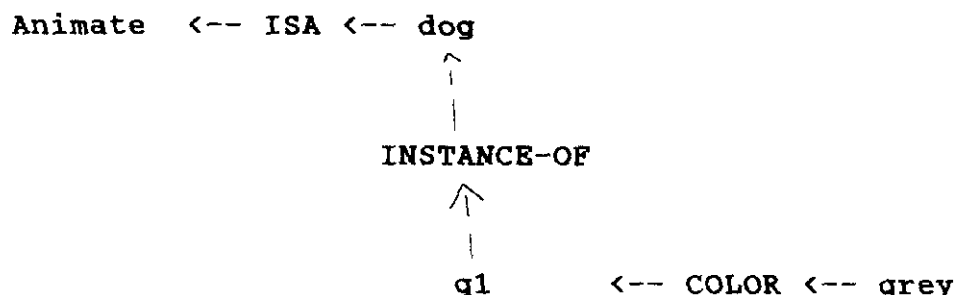 Animate <-- ISA <-- dog
INSTANCE-OF
g1 <-- COLOR <-- grey